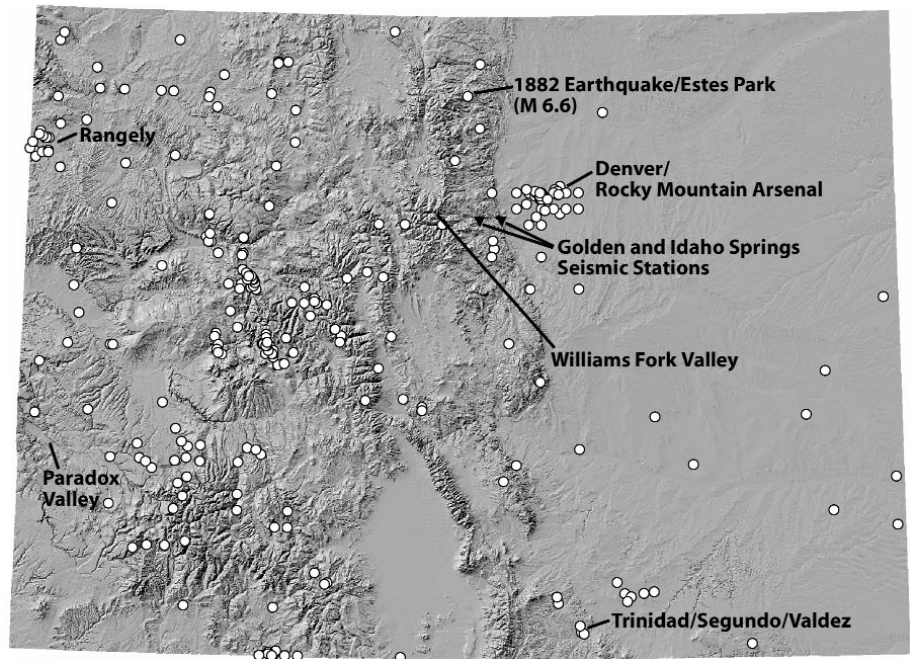 1882 Earthquake/Estes Park
(M 6.6)
Rangely
Denver/
Rocky Mountain Arsenal
Golden and Idaho Springs
Seismic Stations
Williams Fork Valley
Paradox
Valley
Trinidad/Segundo/Valdez